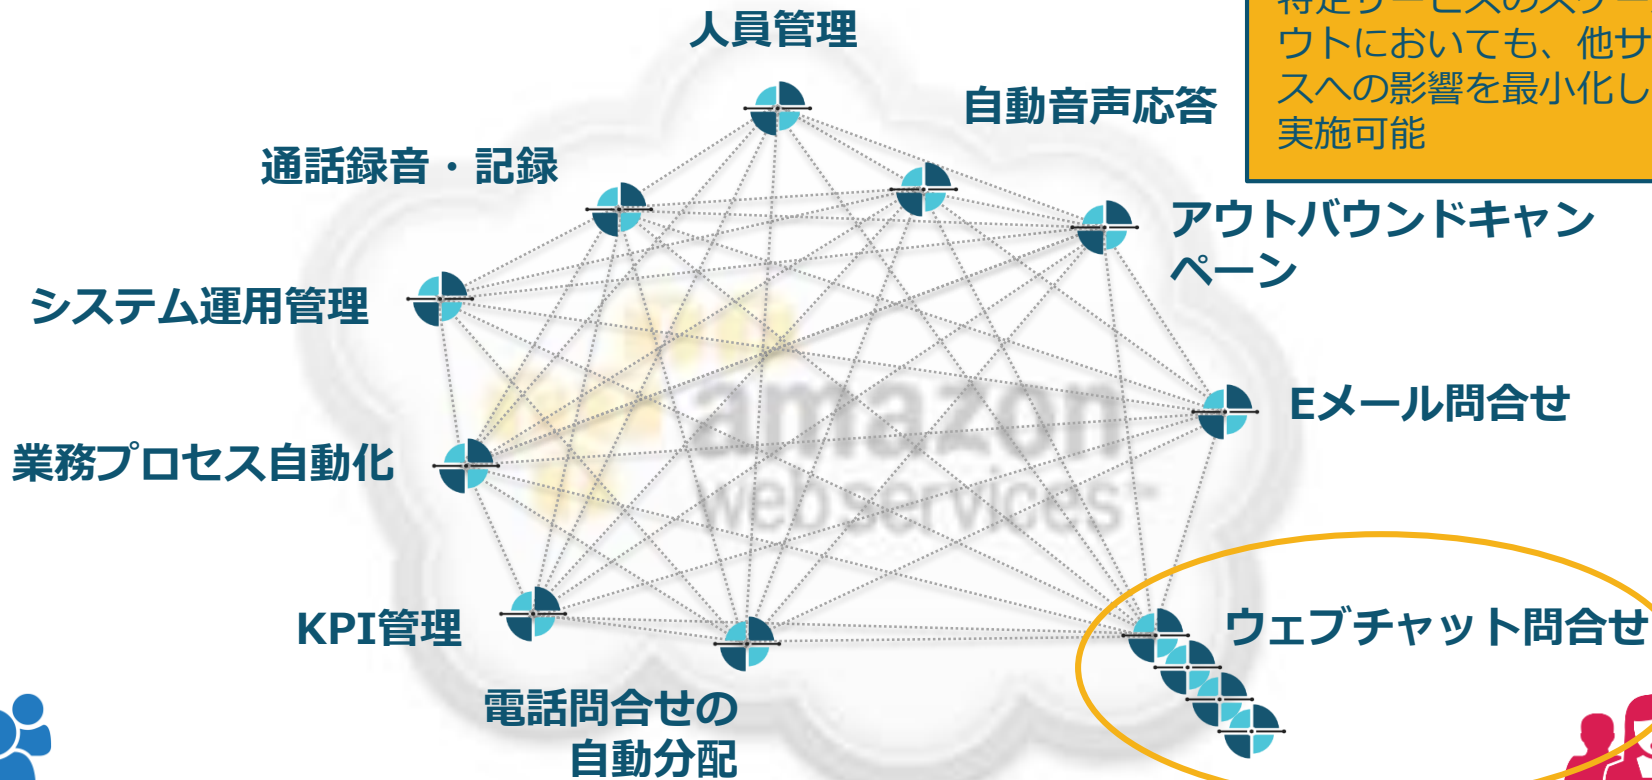 人員管理
自動音声応答
ウトにおいても、他サ
スへの影響を最小化し
実施可能
通話録音・記録
アウトバウンドキャン
ペーン
システム運用管理
amazon
webservices™
Eメール問合せ
業務プロセス自動化
KPI管理
ウェブチャット問合せ
電話問合せの
自動分配